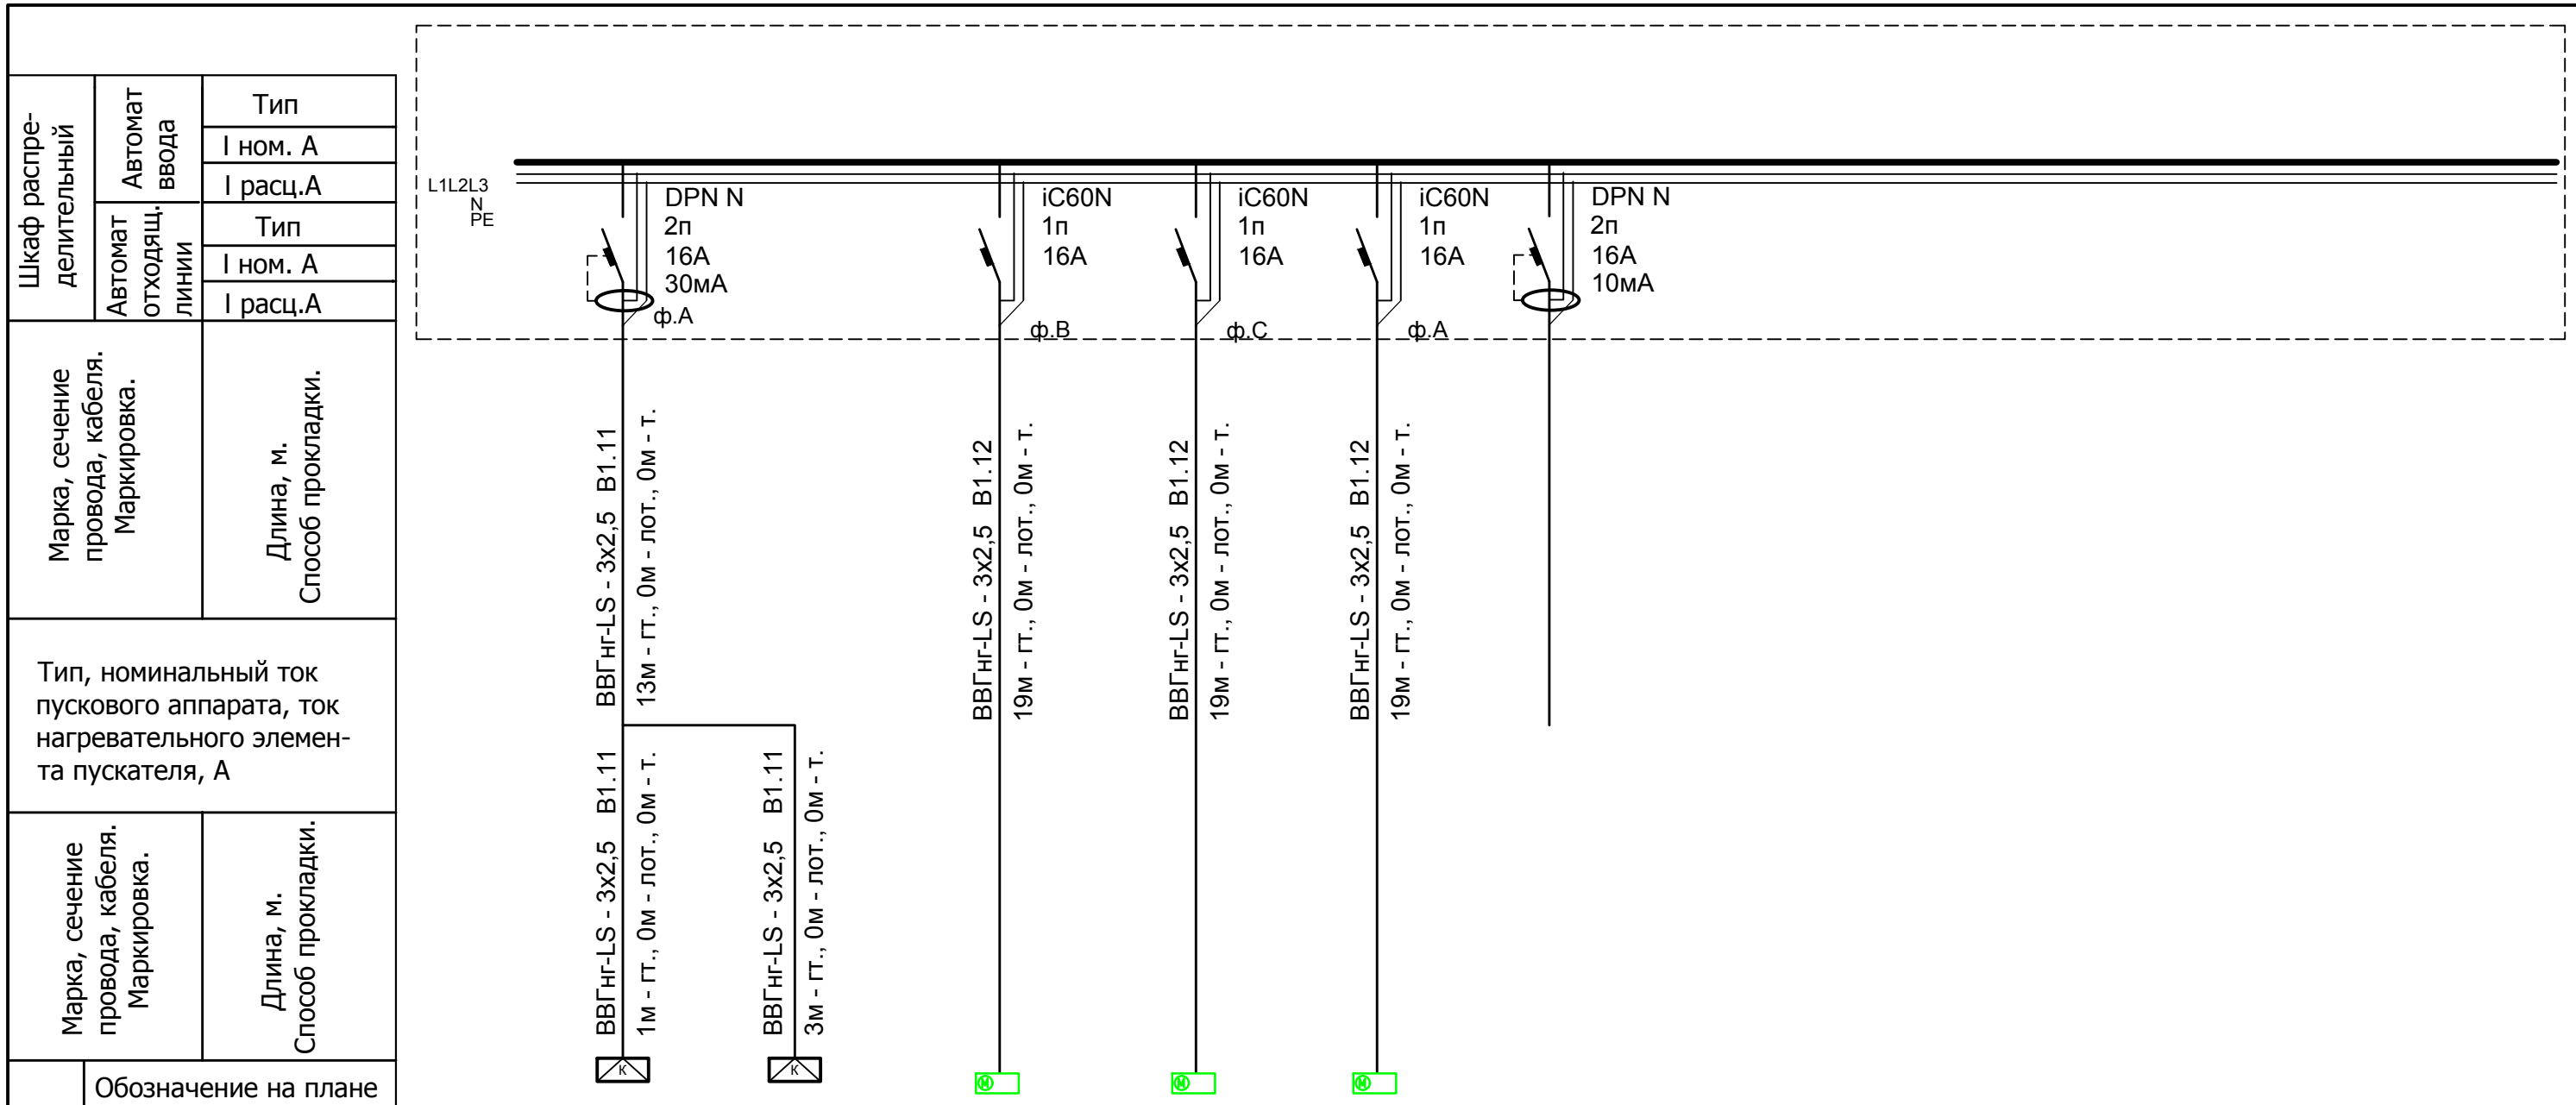 Шкаф распре-
делительный
Автомат
ввода
Тип
I ном. А
I расц.А
Автомат
отходящ.
линии
Тип
I ном. А
I расц.А
Марка, сечение
провода, кабеля.
Маркировка.
Длина, м.
Способ прокладки.
Тип, номинальный ток
пускового аппарата, ток
нагревательного элемен-
та пускателя, А
Марка, сечение
провода, кабеля.
Маркировка.
Длина, м.
Способ прокладки.
Обозначение на плане
L1L2L3
N
PE
DPN N
2п
16А
30мА
ф.А
iC60N
1п
16А
ф.В
iC60N
1п
16А
ф.С
iC60N
1п
16А
ф.А
DPN N
2п
16А
10мА
ВВГнг-LS - 3х2,5 В1.11
13м - гт., 0м - лот., 0м - т.
ВВГнг-LS - 3х2,5 В1.12
19м - гт., 0м - лот., 0м - т.
ВВГнг-LS - 3х2,5 В1.12
19м - гт., 0м - лот., 0м - т.
ВВГнг-LS - 3х2,5 В1.12
19м - гт., 0м - лот., 0м - т.
ВВГнг-LS - 3х2,5 В1.11
1м - гт., 0м - лот., 0м - т.
ВВГнг-LS - 3х2,5 В1.11
3м - гт., 0м - лот., 0м - т.
К
К
М
М
М